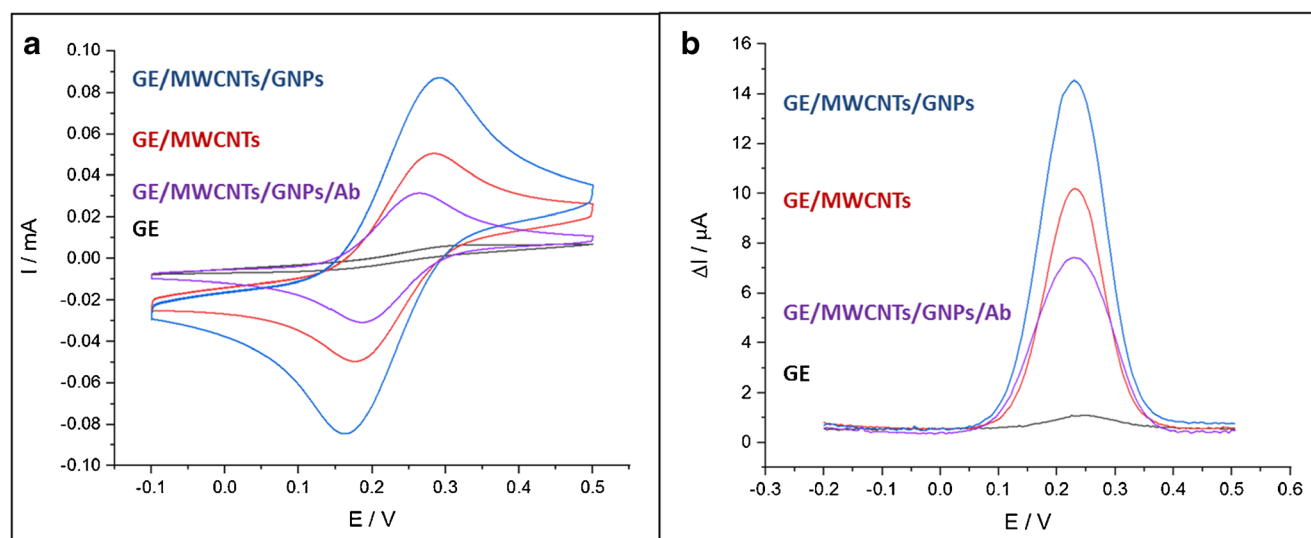 a
GE/MWCNTs/GNPs
GE/MWCNTs
GE/MWCNTs/GNPs/Ab
GE
I / mA
0.10
0.08
0.06
0.04
0.02
0.00
-0.02
-0.04
-0.06
-0.08
-0.10
-0.1 0.0 0.1 0.2 0.3 0.4 0.5
E / V
b
GE/MWCNTs/GNPs
GE/MWCNTs
GE/MWCNTs/GNPs/Ab
GE
ΔI / µA
16
14
12
10
8
6
4
2
0
-0.3 -0.2 -0.1 0.0 0.1 0.2 0.3 0.4 0.5 0.6
E / V